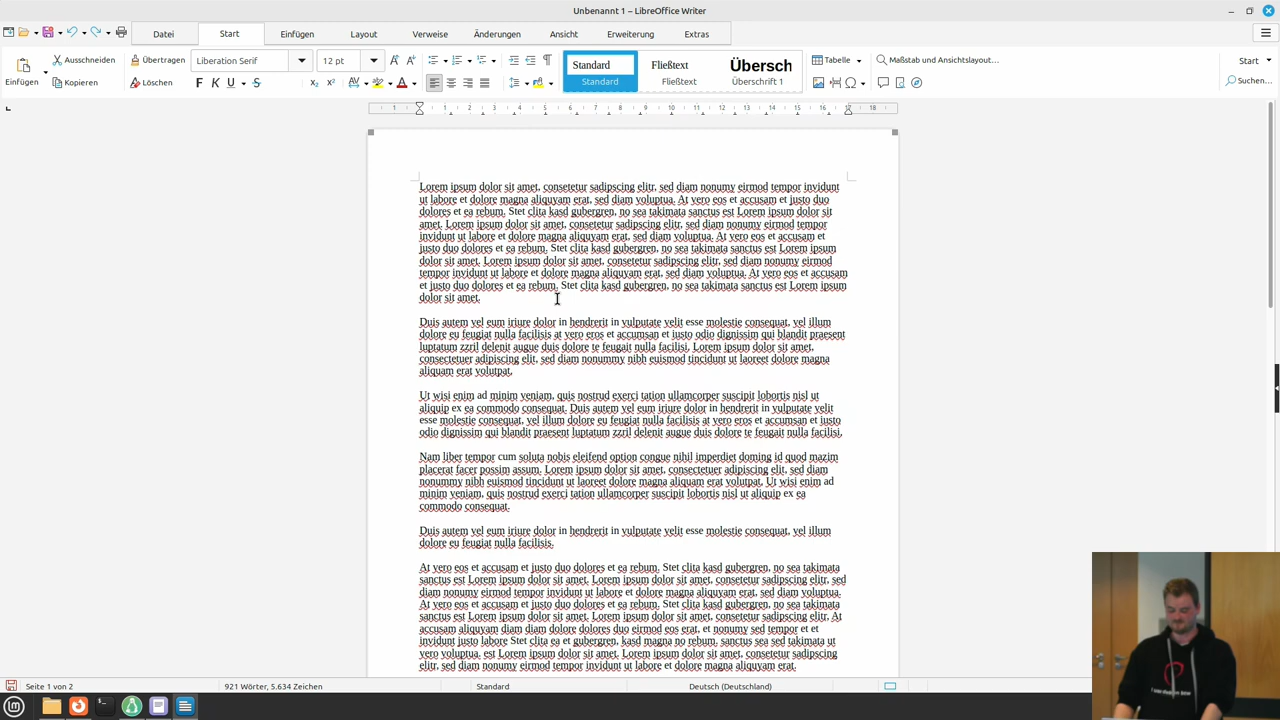 Unbenannt 1 – LibreOffice Writer
Datei Start Einfügen Layout Verweise Änderungen Ansicht Erweiterung Extras
Ausschneiden Übertragen Liberation Serif 12 pt Standard Fließtext Übersch Tabelle Maßstab und Ansichtslayout... Start
Einfügen Kopieren Löschen F K U S Standard Fließtext Überschrift 1 Suchen...
1 1 2 3 4 5 6 7 8 9 10 11 12 13 14 15 16 17 18
Lorem ipsum dolor sit amet, consetetur sadipscing elitr, sed diam nonumy eirmod tempor invidunt
ut labore et dolore magna aliquyam erat, sed diam voluptua. At vero eos et accusam et justo duo
dolores et ea rebum. Stet clita kasd gubergren, no sea takimata sanctus est Lorem ipsum dolor sit
amet. Lorem ipsum dolor sit amet, consetetur sadipscing elitr, sed diam nonumy eirmod tempor
invidunt ut labore et dolore magna aliquyam erat, sed diam voluptua. At vero eos et accusam et
justo duo dolores et ea rebum. Stet clita kasd gubergren, no sea takimata sanctus est Lorem ipsum
dolor sit amet. Lorem ipsum dolor sit amet, consetetur sadipscing elitr, sed diam nonumy eirmod
tempor invidunt ut labore et dolore magna aliquyam erat, sed diam voluptua. At vero eos et accusam
et justo duo dolores et ea rebum. Stet clita kasd gubergren, no sea takimata sanctus est Lorem ipsum
dolor sit amet.
Duis autem vel eum iriure dolor in hendrerit in vulputate velit esse molestie consequat, vel illum
dolore eu feugiat nulla facilisis at vero eros et accumsan et iusto odio dignissim qui blandit praesent
luptatum zzril delenit augue duis dolore te feugait nulla facilisi. Lorem ipsum dolor sit amet,
consectetuer adipiscing elit, sed diam nonummy nibh euismod tincidunt ut laoreet dolore magna
aliquam erat volutpat.
Ut wisi enim ad minim veniam, quis nostrud exerci tation ullamcorper suscipit lobortis nisl ut
aliquip ex ea commodo consequat. Duis autem vel eum iriure dolor in hendrerit in vulputate velit
esse molestie consequat, vel illum dolore eu feugiat nulla facilisis at vero eros et accumsan et iusto
odio dignissim qui blandit praesent luptatum zzril delenit augue duis dolore te feugait nulla facilisi.
Nam liber tempor cum soluta nobis eleifend option congue nihil imperdiet doming id quod mazim
placerat facer possim assum. Lorem ipsum dolor sit amet, consectetuer adipiscing elit, sed diam
nonummy nibh euismod tincidunt ut laoreet dolore magna aliquam erat volutpat. Ut wisi enim ad
minim veniam, quis nostrud exerci tation ullamcorper suscipit lobortis nisl ut aliquip ex ea
commodo consequat.
Duis autem vel eum iriure dolor in hendrerit in vulputate velit esse molestie consequat, vel illum
dolore eu feugiat nulla facilisis.
At vero eos et accusam et justo duo dolores et ea rebum. Stet clita kasd gubergren, no sea takimata
sanctus est Lorem ipsum dolor sit amet. Lorem ipsum dolor sit amet, consetetur sadipscing elitr, sed
diam nonumy eirmod tempor invidunt ut labore et dolore magna aliquyam erat, sed diam voluptua.
At vero eos et accusam et justo duo dolores et ea rebum. Stet clita kasd gubergren, no sea takimata
sanctus est Lorem ipsum dolor sit amet. Lorem ipsum dolor sit amet, consetetur sadipscing elitr, At
accusam aliquyam diam diam dolore dolores duo eirmod eos erat, et nonumy sed tempor et et
invidunt justo labore Stet clita ea et gubergren, kasd magna no rebum. sanctus sea sed takimata ut
vero voluptua. est Lorem ipsum dolor sit amet. Lorem ipsum dolor sit amet, consetetur sadipscing
elitr, sed diam nonumy eirmod tempor invidunt ut labore et dolore magna aliquyam erat.
Seite 1 von 2 921 Wörter, 5.634 Zeichen Standard Deutsch (Deutschland)